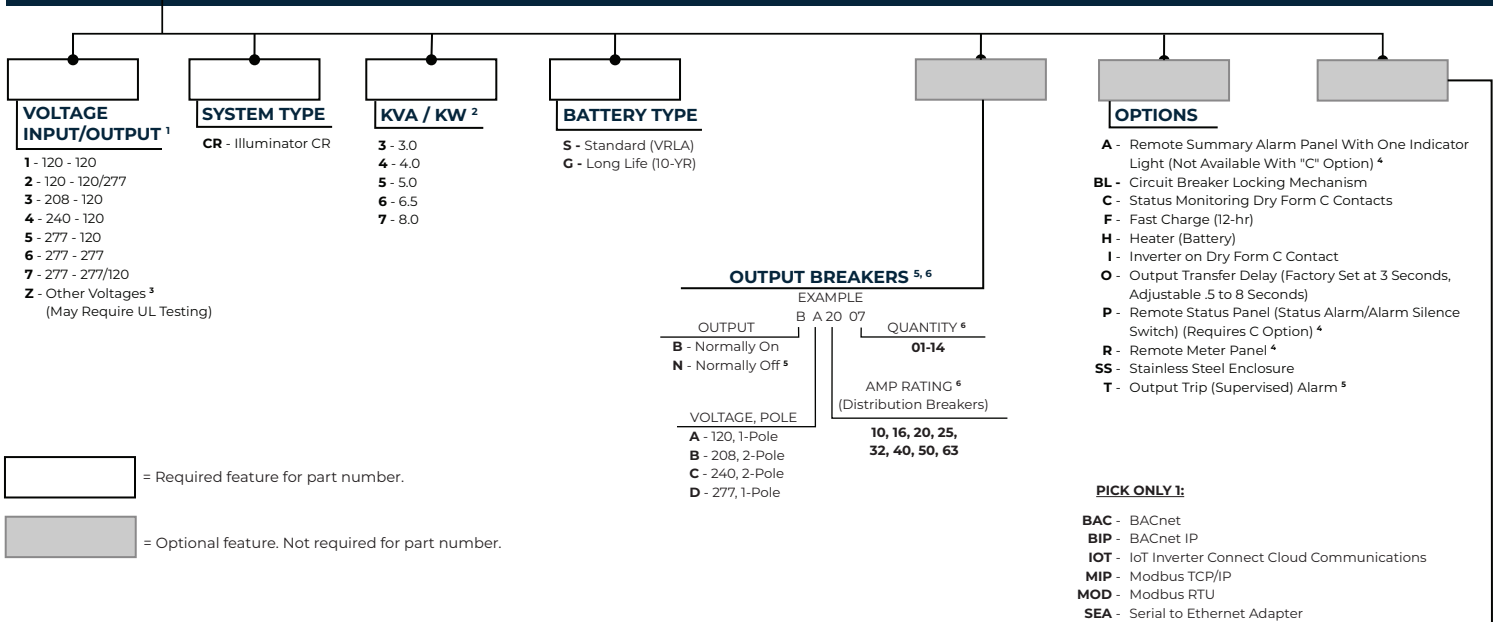 VOLTAGE
INPUT/OUTPUT ¹
1 - 120 - 120
2 - 120 - 120/277
3 - 208 - 120
4 - 240 - 120
5 - 277 - 120
6 - 277 - 277
7 - 277 - 277/120
Z - Other Voltages ³
(May Require UL Testing)
SYSTEM TYPE
CR - Illuminator CR
KVA / KW ²
3 - 3.0
4 - 4.0
5 - 5.0
6 - 6.5
7 - 8.0
BATTERY TYPE
S - Standard (VRLA)
G - Long Life (10-YR)
OUTPUT BREAKERS ⁵, ⁶
EXAMPLE
B A 20 07
OUTPUT
B - Normally On
N - Normally Off ⁵
QUANTITY ⁶
01-14
VOLTAGE, POLE
A - 120, 1-Pole
B - 208, 2-Pole
C - 240, 2-Pole
D - 277, 1-Pole
AMP RATING ⁶
(Distribution Breakers)
10, 16, 20, 25,
32, 40, 50, 63
OPTIONS
A - Remote Summary Alarm Panel With One Indicator
Light (Not Available With "C" Option) ⁴
BL - Circuit Breaker Locking Mechanism
C - Status Monitoring Dry Form C Contacts
F - Fast Charge (12-hr)
H - Heater (Battery)
I - Inverter on Dry Form C Contact
O - Output Transfer Delay (Factory Set at 3 Seconds,
Adjustable .5 to 8 Seconds)
P - Remote Status Panel (Status Alarm/Alarm Silence
Switch) (Requires C Option) ⁴
R - Remote Meter Panel ⁴
SS - Stainless Steel Enclosure
T - Output Trip (Supervised) Alarm ⁵
PICK ONLY 1:
BAC - BACnet
BIP - BACnet IP
IOT - IoT Inverter Connect Cloud Communications
MIP - Modbus TCP/IP
MOD - Modbus RTU
SEA - Serial to Ethernet Adapter
= Required feature for part number.
= Optional feature. Not required for part number.